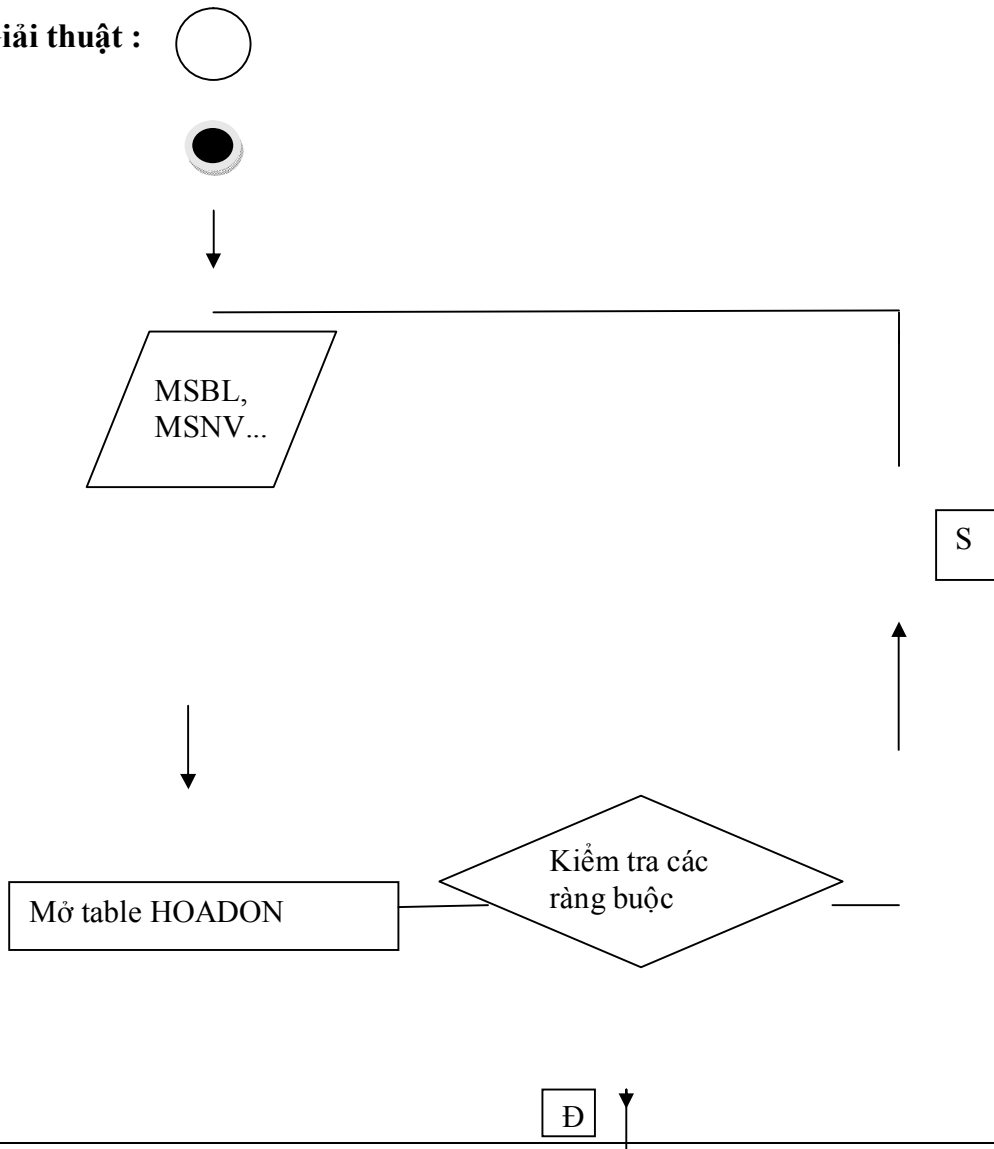 iải thuật :
MSBL,
MSNV...
S
Kiểm tra các
ràng buộc
Mở table HOADON
Đ